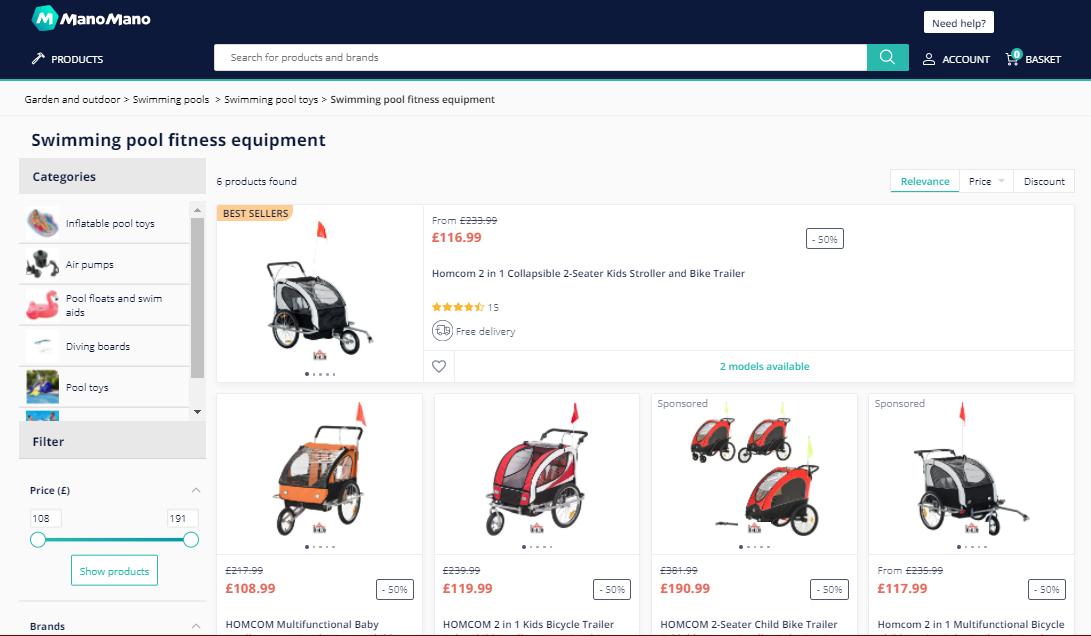 ManoMano
Need help?
PRODUCTS
Search for products and brands
ACCOUNT
0
BASKET
Garden and outdoor > Swimming pools > Swimming pool toys > Swimming pool fitness equipment
Swimming pool fitness equipment
Categories
6 products found
Relevance
Price
Discount
Inflatable pool toys
Air pumps
Pool floats and swim
aids
Diving boards
Pool toys
BEST SELLERS
From £233.99
£116.99
- 50%
Homcom 2 in 1 Collapsible 2-Seater Kids Stroller and Bike Trailer
15
Free delivery
2 models available
Filter
Price (£)
108
191
Show products
Brands
£217.99
£108.99
- 50%
HOMCOM Multifunctional Baby
£239.99
£119.99
- 50%
HOMCOM 2 in 1 Kids Bicycle Trailer
Sponsored
£381.99
£190.99
- 50%
HOMCOM 2-Seater Child Bike Trailer
Sponsored
From £235.99
£117.99
- 50%
Homcom 2 in 1 Multifunctional Bicycle